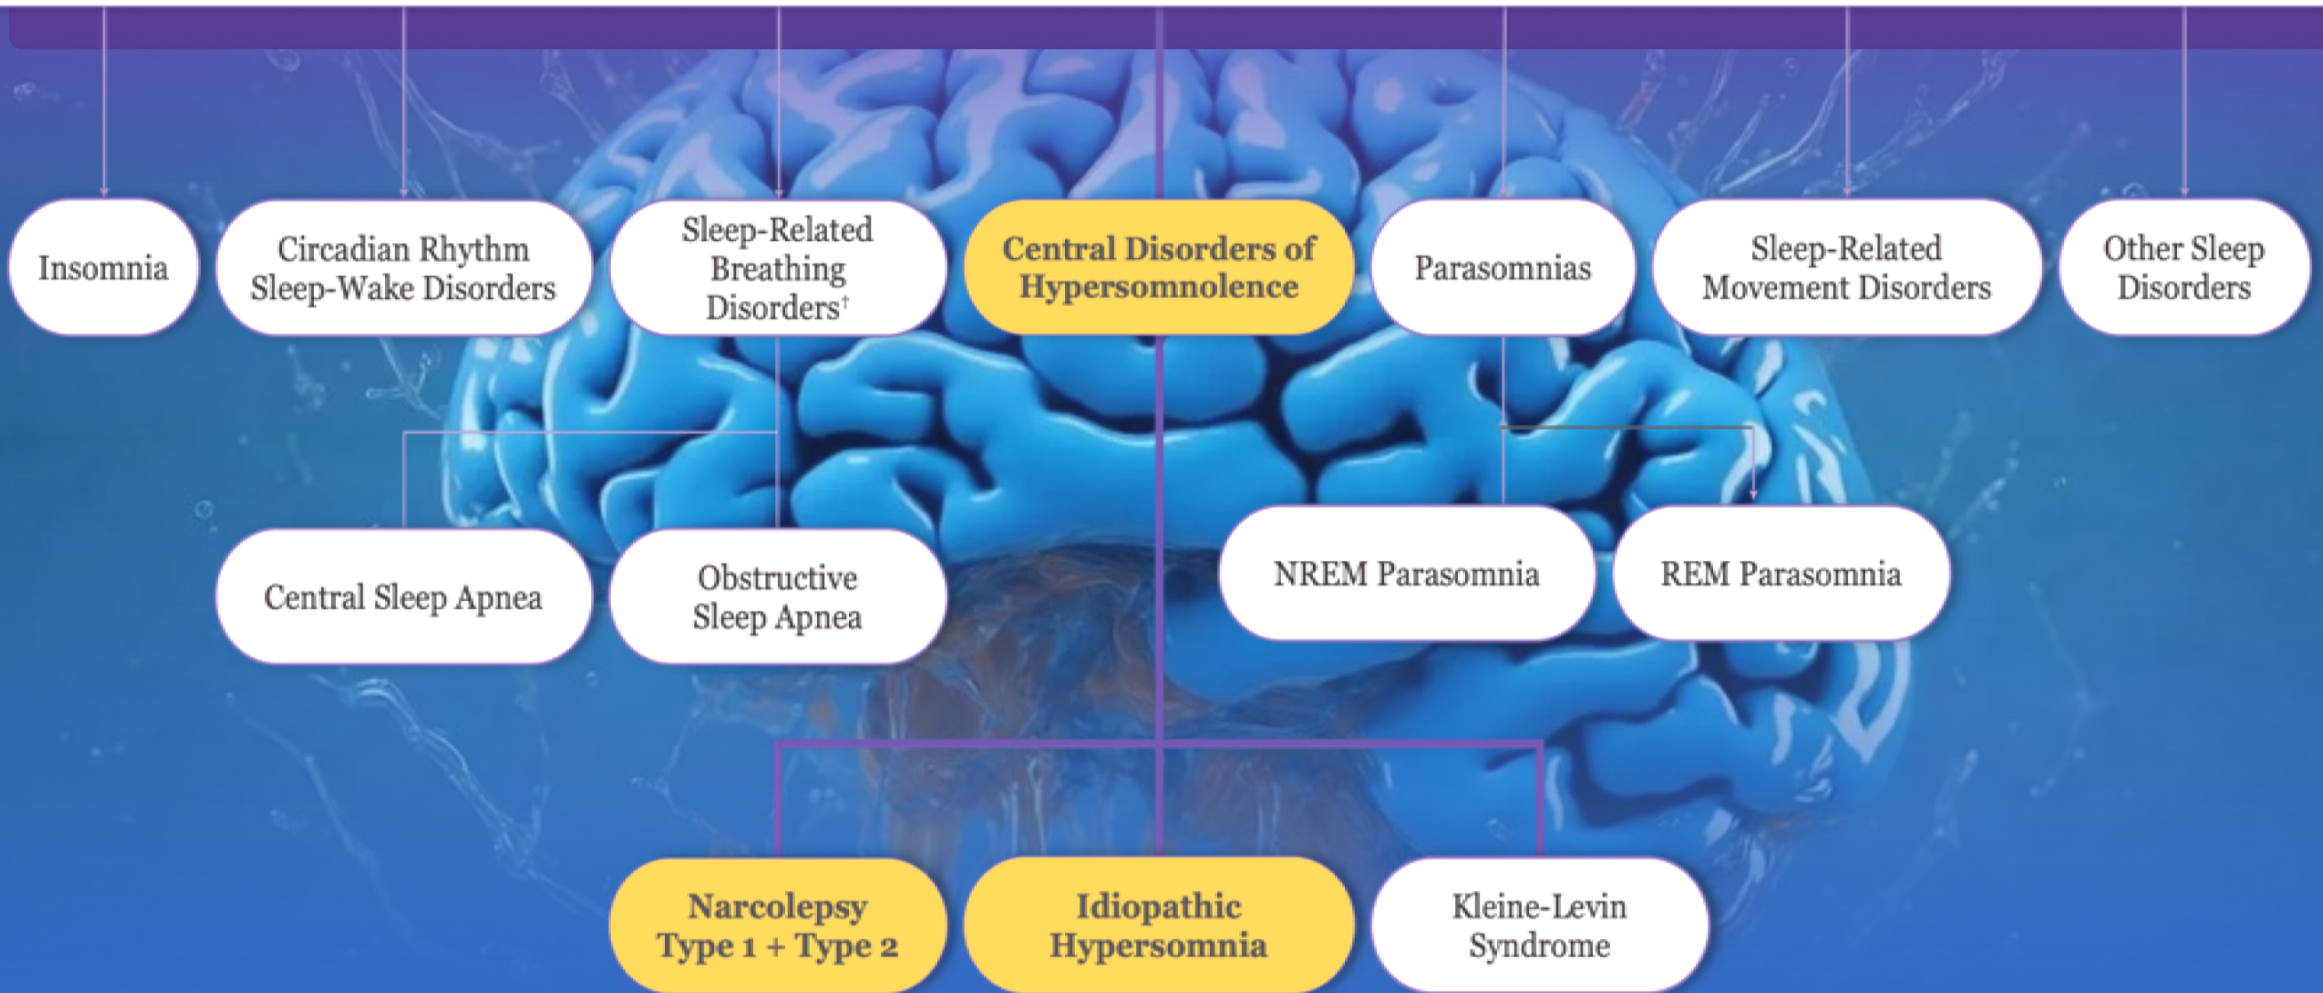 Insomnia
Circadian Rhythm
Sleep-Wake Disorders
Sleep-Related
Breathing
Disorders†
Central Disorders of
Hypersomnolence
Parasomnias
Sleep-Related
Movement Disorders
Other Sleep
Disorders
Central Sleep Apnea
Obstructive
Sleep Apnea
NREM Parasomnia
REM Parasomnia
Narcolepsy
Type 1 + Type 2
Idiopathic
Hypersomnia
Kleine-Levin
Syndrome